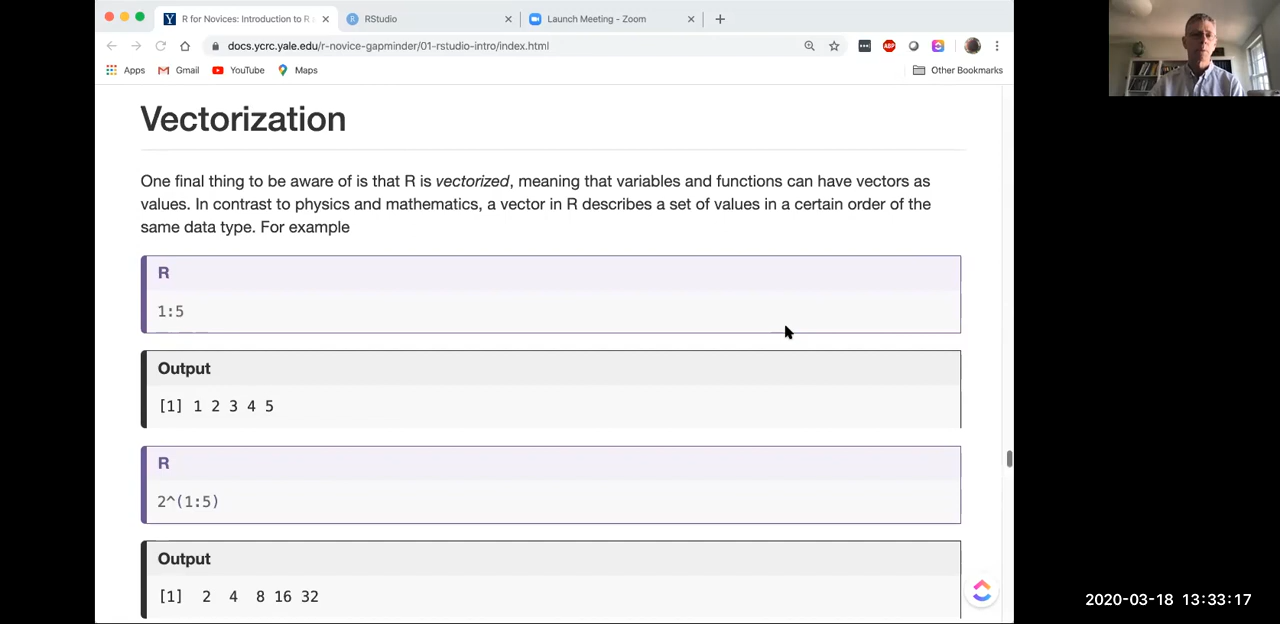 R for Novices: Introduction to R
RStudio
Launch Meeting - Zoom
docs.ycrc.yale.edu/r-novice-gapminder/01-rstudio-intro/index.html
ABP
Apps
Gmail
YouTube
Maps
Other Bookmarks
Vectorization
One final thing to be aware of is that R is vectorized, meaning that variables and functions can have vectors as
values. In contrast to physics and mathematics, a vector in R describes a set of values in a certain order of the
same data type. For example
R
1:5
Output
[1] 1 2 3 4 5
R
2^(1:5)
Output
[1]  2  4  8 16 32
2020-03-18 13:33:17